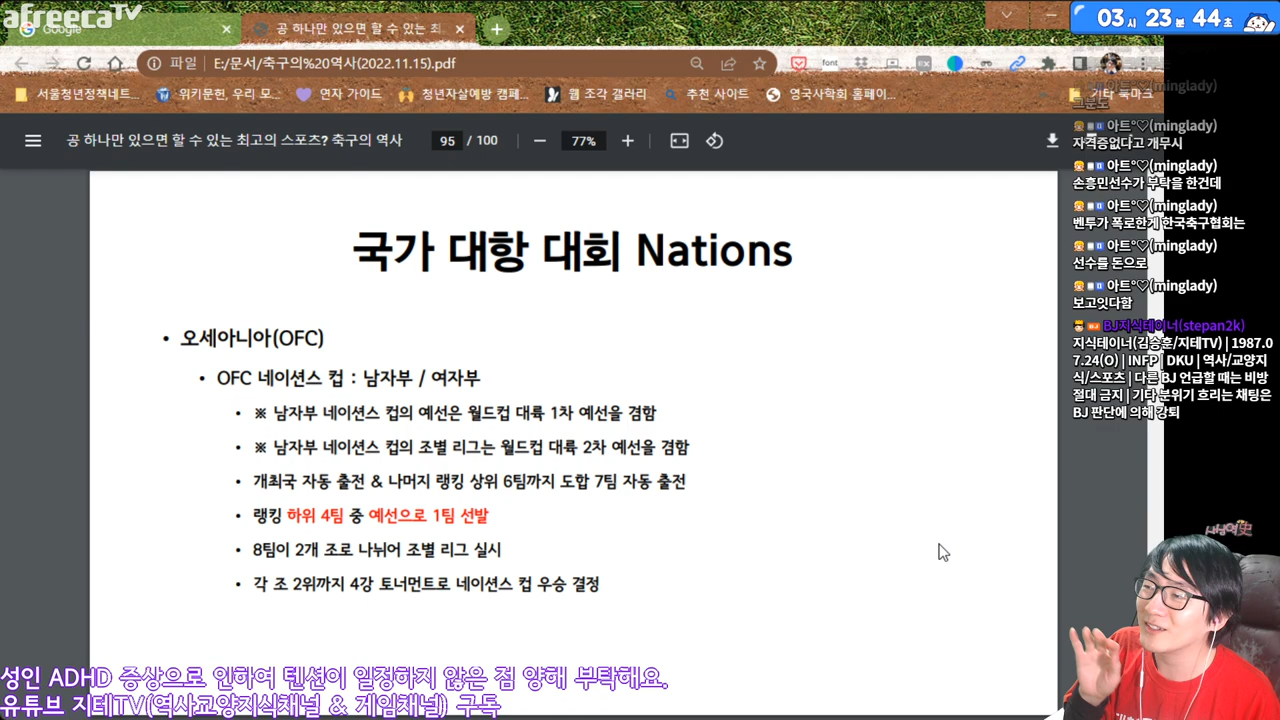 afreecaTV
Google
공 하나만 있으면 할 수 있는 최
03시 23분 44초
파일
E:/문서/축구의%20역사(2022.11.15).pdf
font
서울청년정책네트...
위키문헌, 우리 모...
연자 가이드
청년자살예방 캠페...
웹 조각 갤러리
추천 사이트
영국사학회 홈페이...
기타 북마크
공 하나만 있으면 할 수 있는 최고의 스포츠? 축구의 역사
95 / 100
77%
국가 대항 대회 Nations
• 오세아니아(OFC)
• OFC 네이션스 컵 : 남자부 / 여자부
• ※ 남자부 네이션스 컵의 예선은 월드컵 대륙 1차 예선을 겸함
• ※ 남자부 네이션스 컵의 조별 리그는 월드컵 대륙 2차 예선을 겸함
• 개최국 자동 출전 & 나머지 랭킹 상위 6팀까지 도합 7팀 자동 출전
• 랭킹 하위 4팀 중 예선으로 1팀 선발
• 8팀이 2개 조로 나뉘어 조별 리그 실시
• 각 조 2위까지 4강 토너먼트로 네이션스 컵 우승 결정
아트°♡(minglady)
그분도
아트°♡(minglady)
자격증없다고 개무시
아트°♡(minglady)
손흥민선수가 부탁을 한건데
아트°♡(minglady)
벤투가 폭로한게 한국축구협회는
아트°♡(minglady)
선수를 돈으로
아트°♡(minglady)
보고잇다함
BJ지식테이너(stepan2k)
지식테이너(김승훈/지테TV) | 1987.0
7.24(O) | INFP | DKU | 역사/교양지
식/스포츠 | 다른 BJ 언급할 때는 비방
절대 금지 | 기타 분위기 흐리는 채팅은
BJ 판단에 의해 강퇴
성인 ADHD 증상으로 인하여 텐션이 일정하지 않은 점 양해 부탁해요.
유튜브 지테TV(역사교양지식채널 & 게임채널) 구독